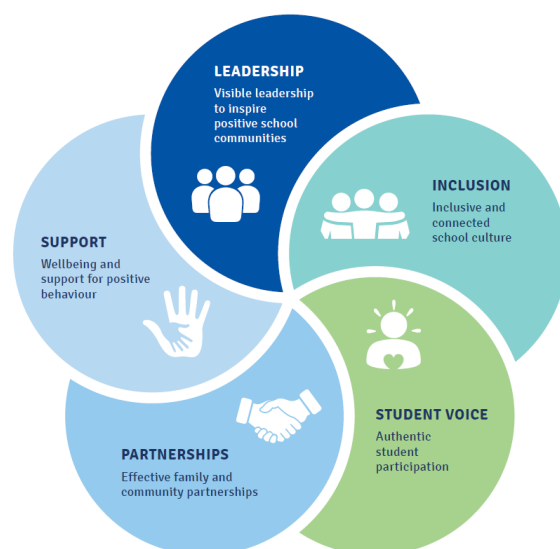 LEADERSHIP
Visible leadership
to inspire
positive school
communities
INCLUSION
Inclusive and
connected
school culture
STUDENT VOICE
Authentic
student
participation
PARTNERSHIPS
Effective family and
community partnerships
SUPPORT
Wellbeing and
support for positive
behaviour